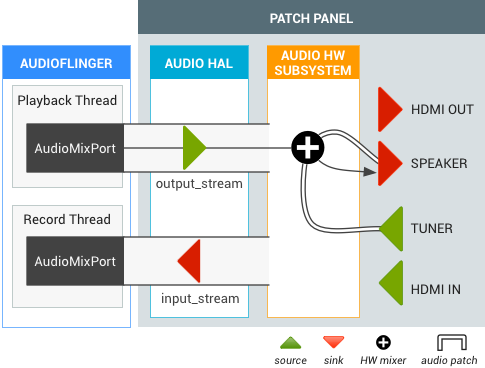 PATCH PANEL
AUDIOFLINGER
AUDIO HAL
AUDIO HW
SUBSYSTEM
Playback Thread
AudioMixPort
output_stream
Record Thread
AudioMixPort
input_stream
HDMI OUT
SPEAKER
TUNER
HDMI IN
source
sink
HW mixer
audio patch